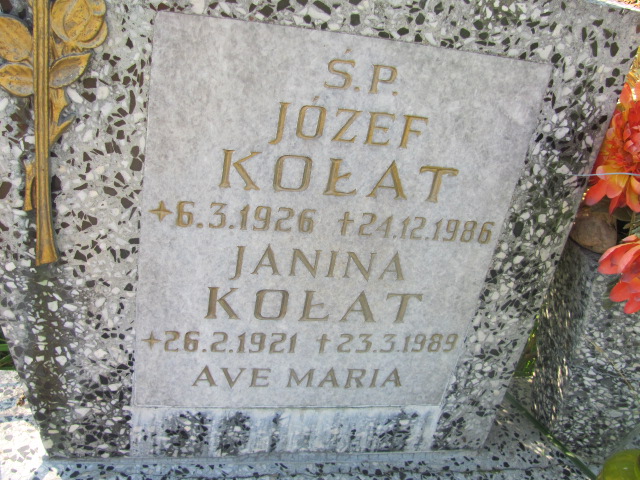 Ś.P.
JÓZEF
KOŁAT
+6.3.1926 †24.12.1986
JANINA
KOŁAT
+26.2.1921 †23.3.1989
AVE MARIA